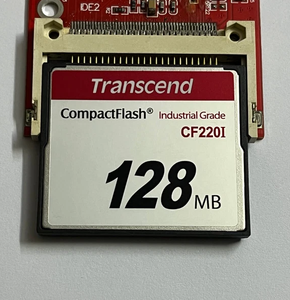 IDE2
Transcend
CompactFlash® Industrial Grade
CF220I
128 MB